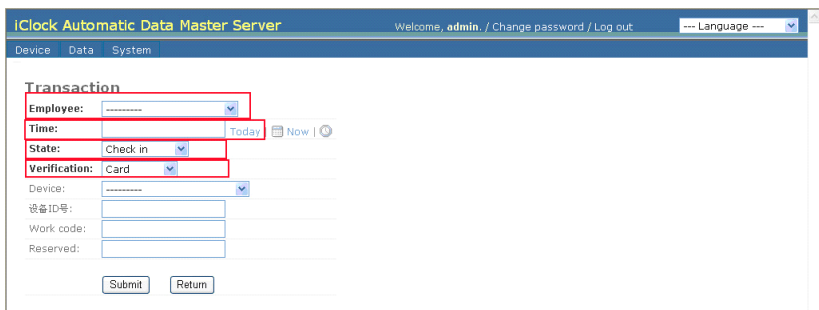 iClock Automatic Data Master Server
Welcome, admin. / Change password / Log out
--- Language ---
Device Data System
Transaction
Employee: ---------
Time: Today | Now |
State: Check in
Verification: Card
Device: ---------
设备ID号:
Work code:
Reserved:
Submit Return